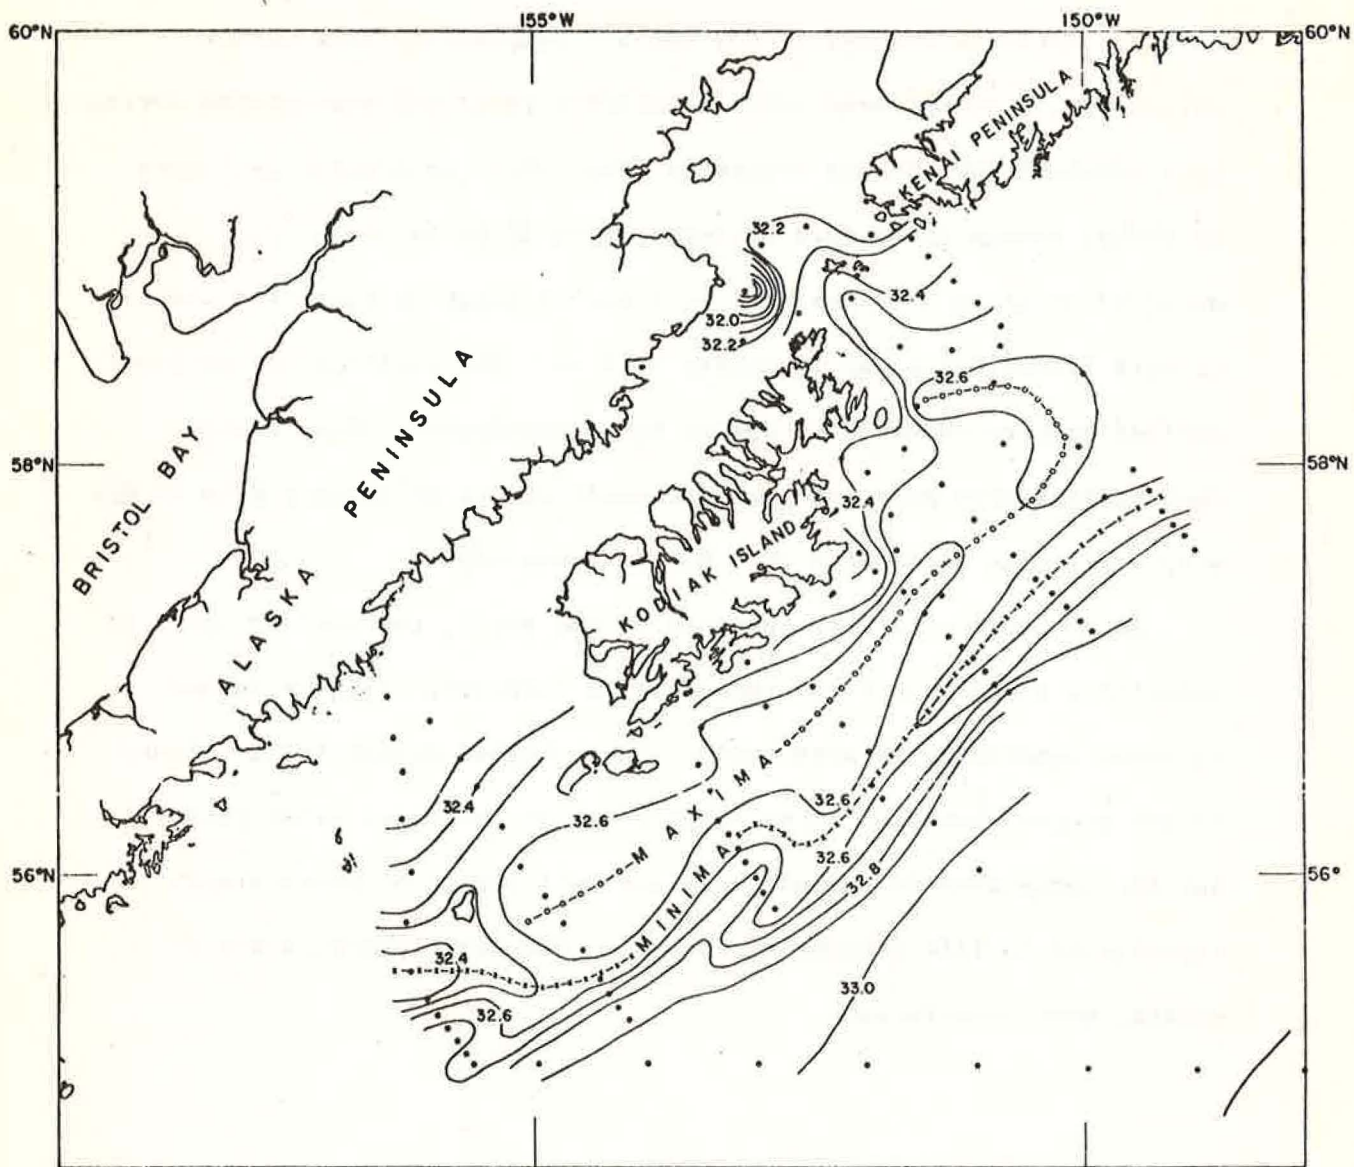 155°W
150°W
60°N
60°N
KENAI PENINSULA
32.2
32.4
32.0
32.2
32.6
58°N
58°N
BRISTOL BAY
ALASKA PENINSULA
KODIAK ISLAND
32.4
32.4
32.6
32.6
MAXIMA
32.6
32.8
MINIMA
56°N
56°
32.4
32.6
33.0